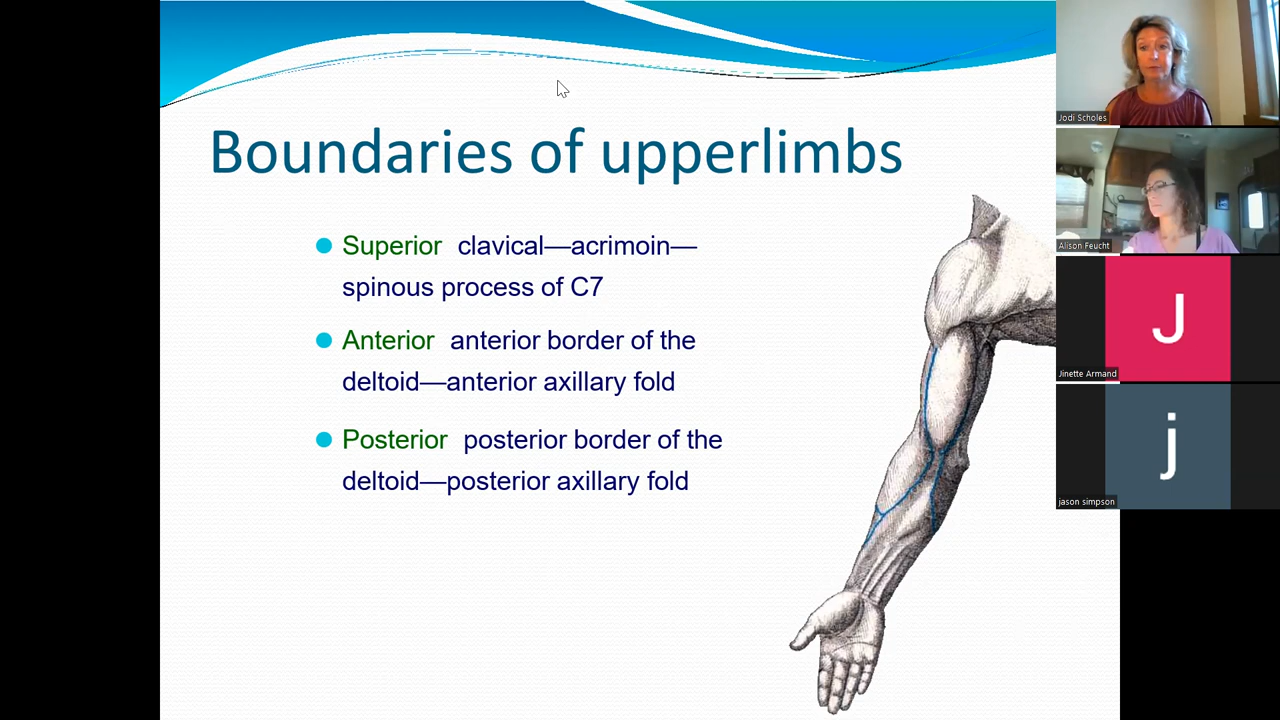 Boundaries of upperlimbs
Superior clavical—acrimoin—
spinous process of C7
Anterior anterior border of the
deltoid—anterior axillary fold
Posterior posterior border of the
deltoid—posterior axillary fold
Jodi Scholes
Alison Feucht
J
Jinette Armand
j
jason simpson